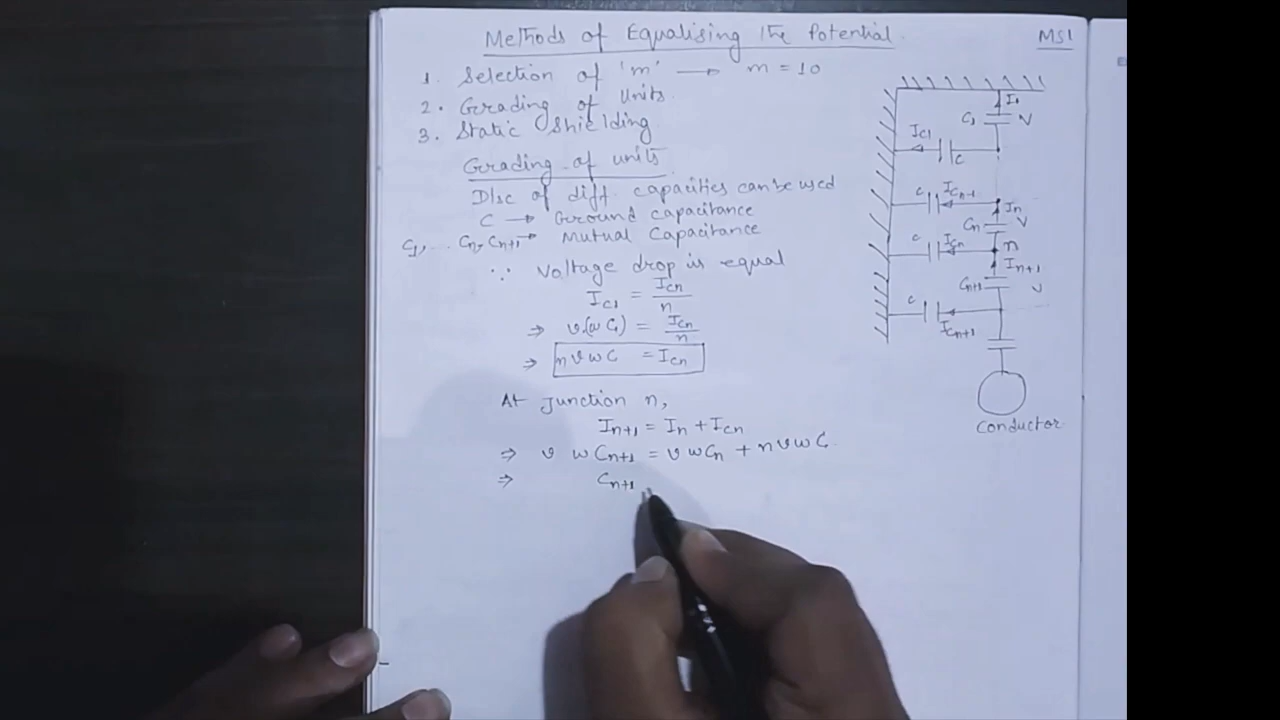 Methods of Equalising the Potential
MS1
1. Selection of 'm' → m = 10
2. Grading of units.
3. Static Shielding
Grading of units
Disc of diff. capacities can be used
C → Ground capacitance
C1, .. Cn, Cn+1 → Mutual Capacitance
∵ Voltage drop is equal
Ic1 = Icn/n
⇒ v.(ωC1) = Icn/n
⇒ nvωC = Icn
At Junction n,
In+1 = In + Icn
⇒ v ωCn+1 = vωCn + nvωC
⇒ Cn+1
I1
C1 V
Ic1
C
C Icn-1
In
Cn V
C Icn n
In+1
Cn+1 V
C
Icn+1
Conductor